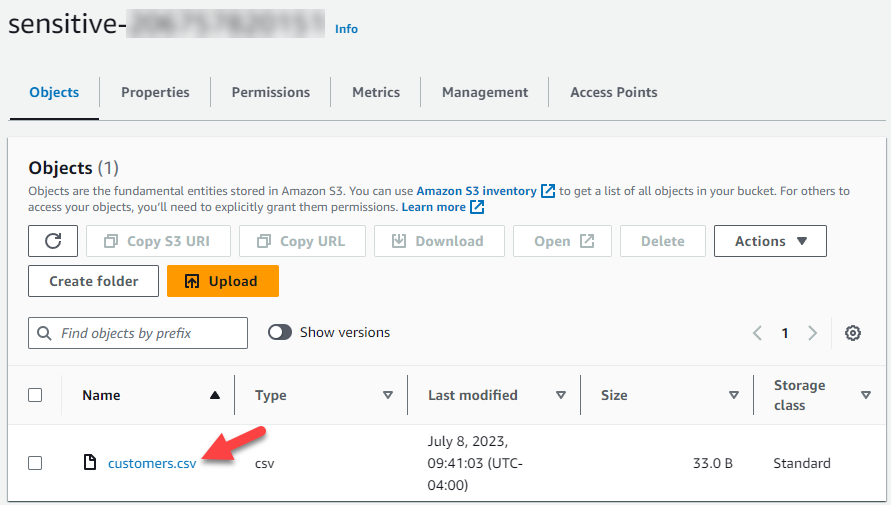 sensitive-
Info
Objects
Properties
Permissions
Metrics
Management
Access Points
Objects (1)
Objects are the fundamental entities stored in Amazon S3. You can use Amazon S3 inventory to get a list of all objects in your bucket. For others to
access your objects, you'll need to explicitly grant them permissions. Learn more
Copy S3 URI
Copy URL
Download
Open
Delete
Actions
Create folder
Upload
Find objects by prefix
Show versions
1
Name
Type
Last modified
Size
Storage
class
customers.csv
csv
July 8, 2023,
09:41:03 (UTC-
04:00)
33.0 B
Standard